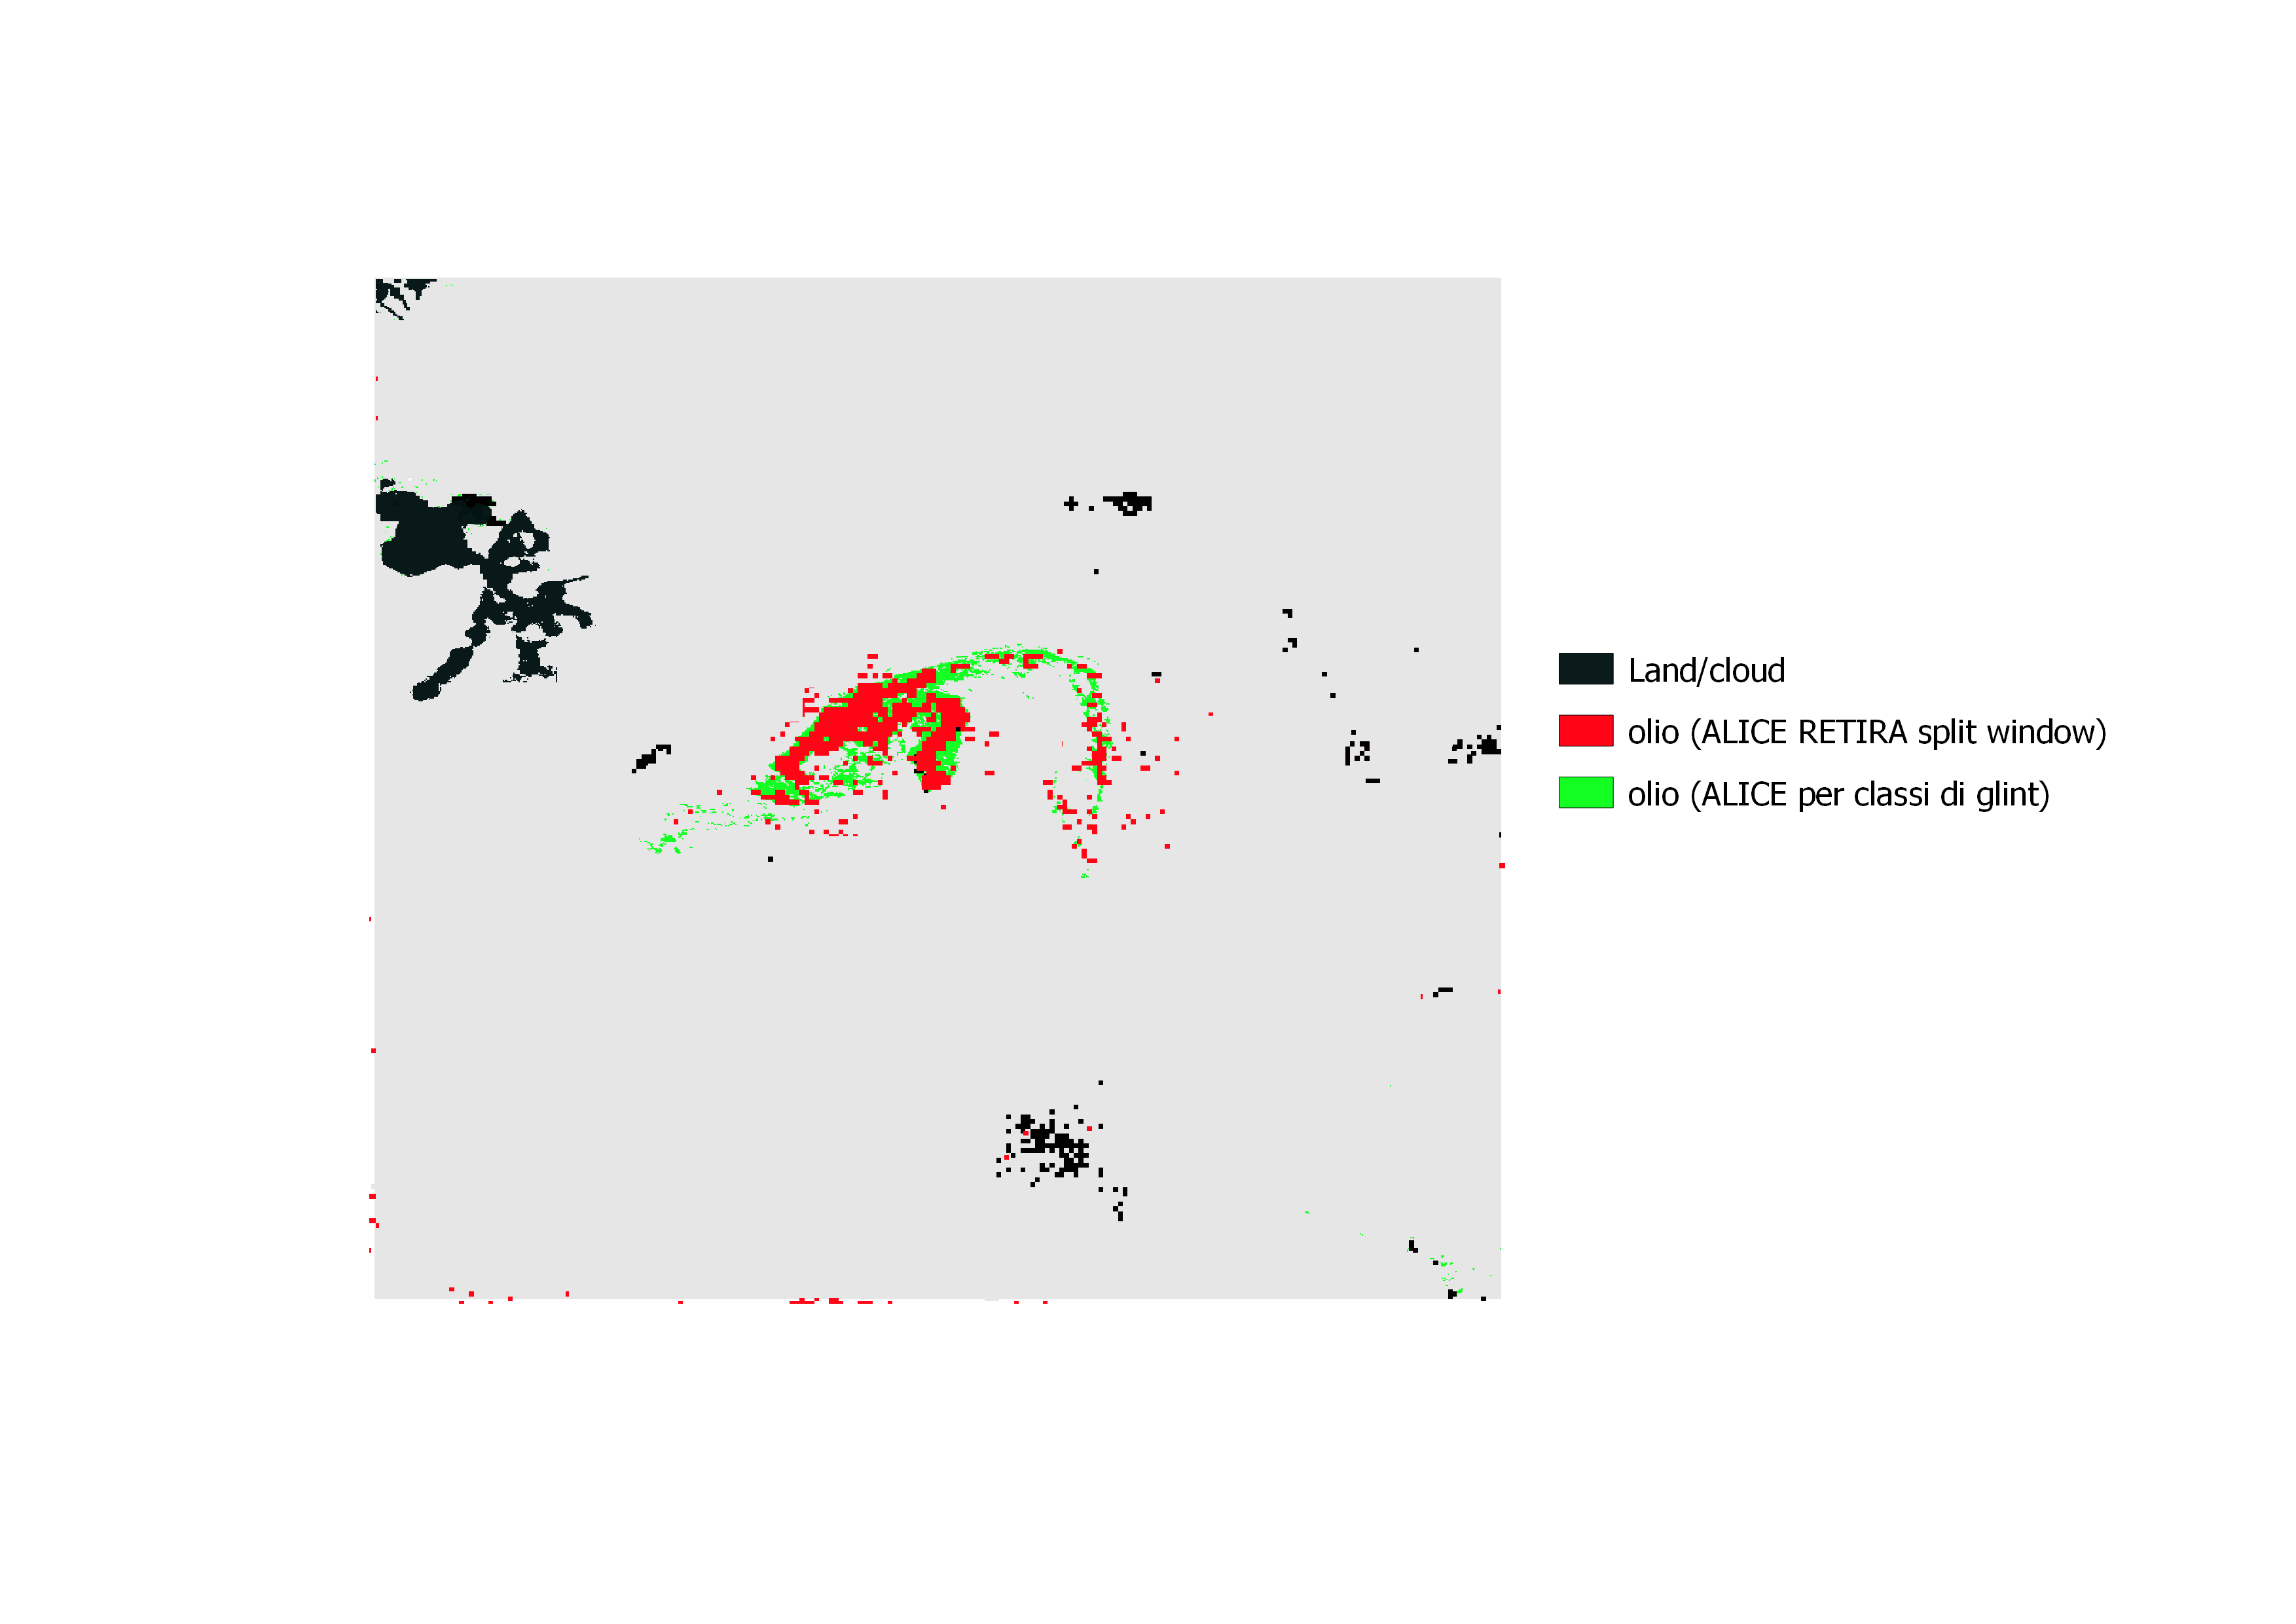 Land/cloud
olio (ALICE RETIRA split window)
olio (ALICE per classi di glint)